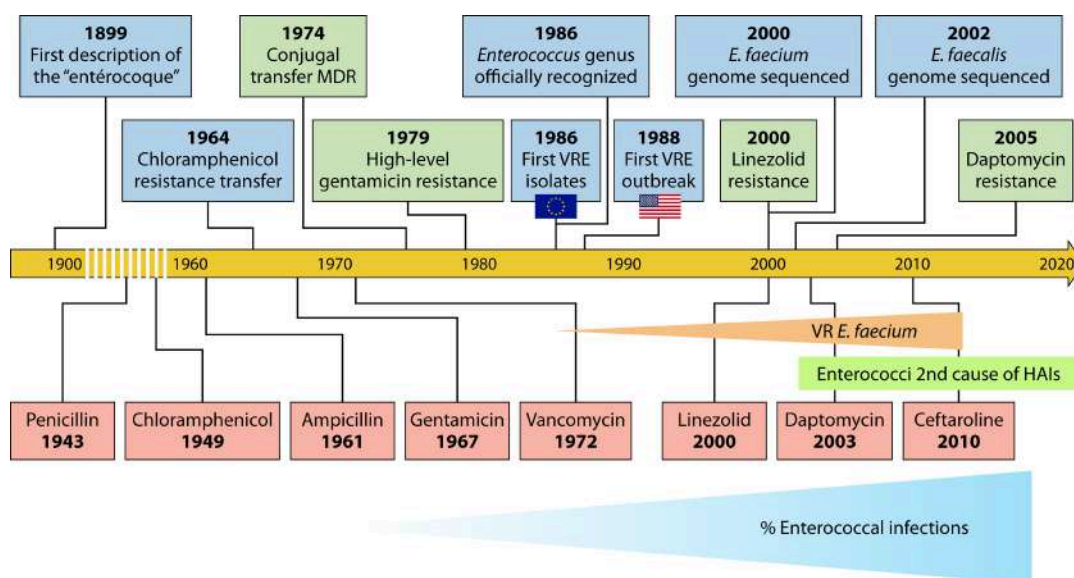 1899
First description of
the “entérocoque”
1974
Conjugal
transfer MDR
1986
Enterococcus genus
officially recognized
2000
E. faecium
genome sequenced
2002
E. faecalis
genome sequenced
1964
Chloramphenicol
resistance transfer
1979
High-level
gentamicin resistance
1986
First VRE
isolates
1988
First VRE
outbreak
2000
Linezolid
resistance
2005
Daptomycin
resistance
1900 1960 1970 1980 1990 2000 2010 2020
VR E. faecium
Enterococci 2nd cause of HAIs
Penicillin
1943
Chloramphenicol
1949
Ampicillin
1961
Gentamicin
1967
Vancomycin
1972
Linezolid
2000
Daptomycin
2003
Ceftaroline
2010
% Enterococcal infections